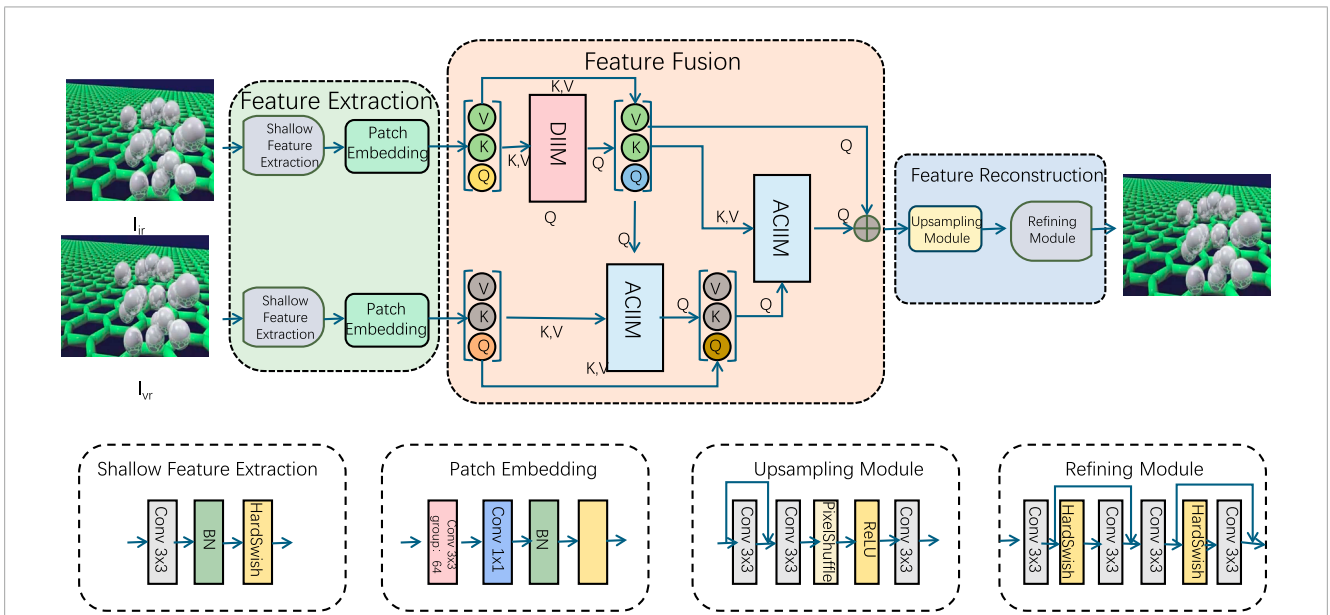 Feature Fusion
Feature Extraction
Shallow
Feature
Extraction
Patch
Embedding
I_ir
V
K
Q
K,V
K,V
DIIM
Q
Q
V
K
Q
Q
K,V
Q
ACIIM
Q
Feature Reconstruction
Upsampling
Module
Refining
Module
Shallow
Feature
Extraction
Patch
Embedding
I_vr
V
K
Q
K,V
K,V
ACIIM
Q
V
K
Q
Q
Shallow Feature Extraction
Conv 3x3
BN
HardSwish
Patch Embedding
Conv 3x3
group: 64
Conv 1x1
BN
Upsampling Module
Conv 3x3
Conv 3x3
PixelShuffle
ReLU
Conv 3x3
Refining Module
Conv 3x3
HardSwish
Conv 3x3
Conv 3x3
HardSwish
Conv 3x3